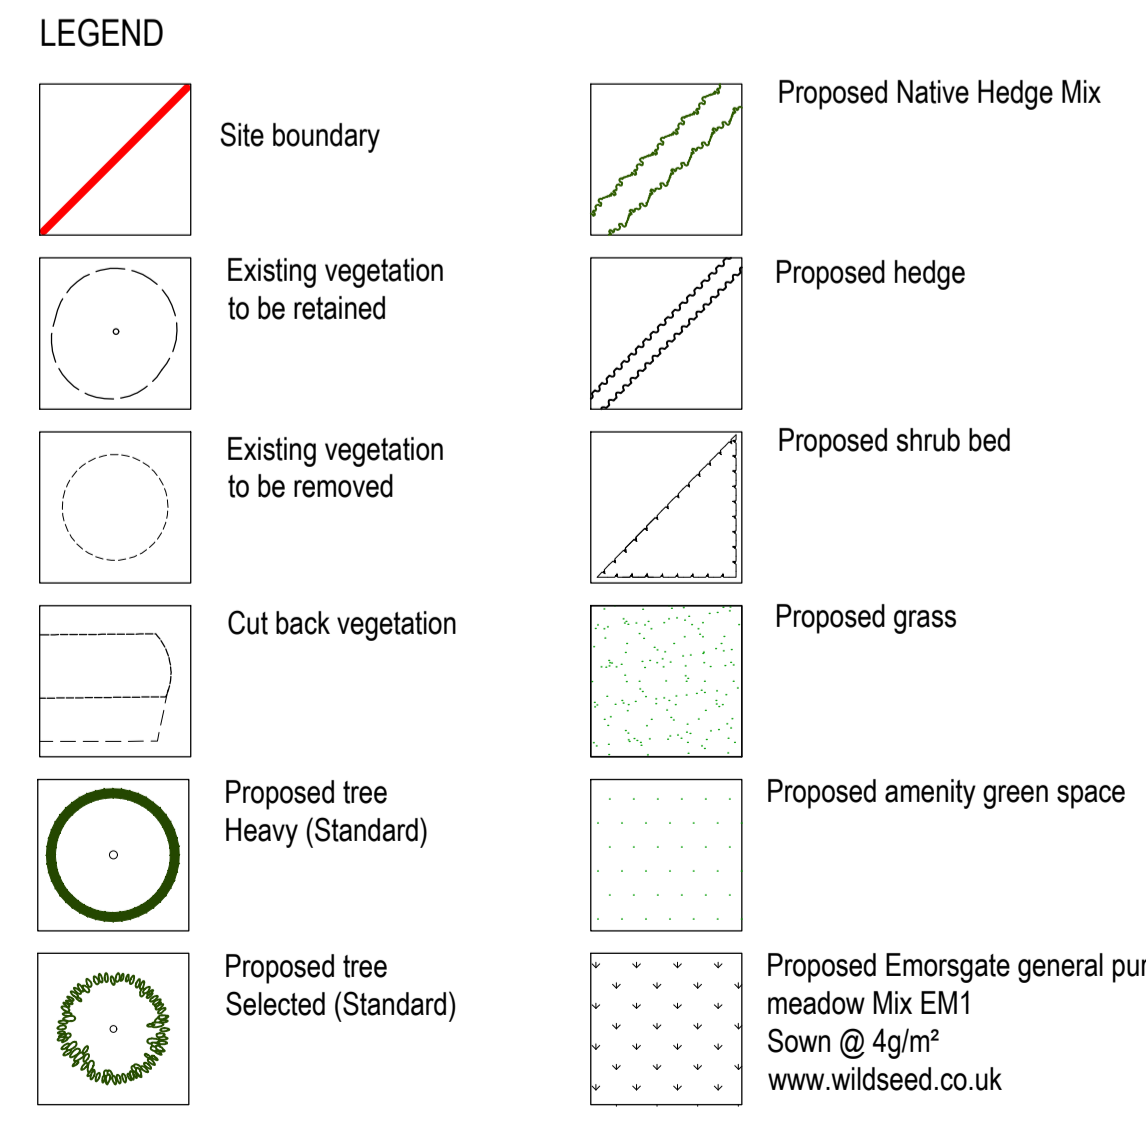 LEGEND
Site boundary
Existing vegetation
to be retained
Existing vegetation
to be removed
Cut back vegetation
Proposed tree
Heavy (Standard)
Proposed tree
Selected (Standard)
Proposed Native Hedge Mix
Proposed hedge
Proposed shrub bed
Proposed grass
Proposed amenity green space
Proposed Emorsgate general
meadow Mix EM1
Sown @ 4g/m²
www.wildseed.co.uk